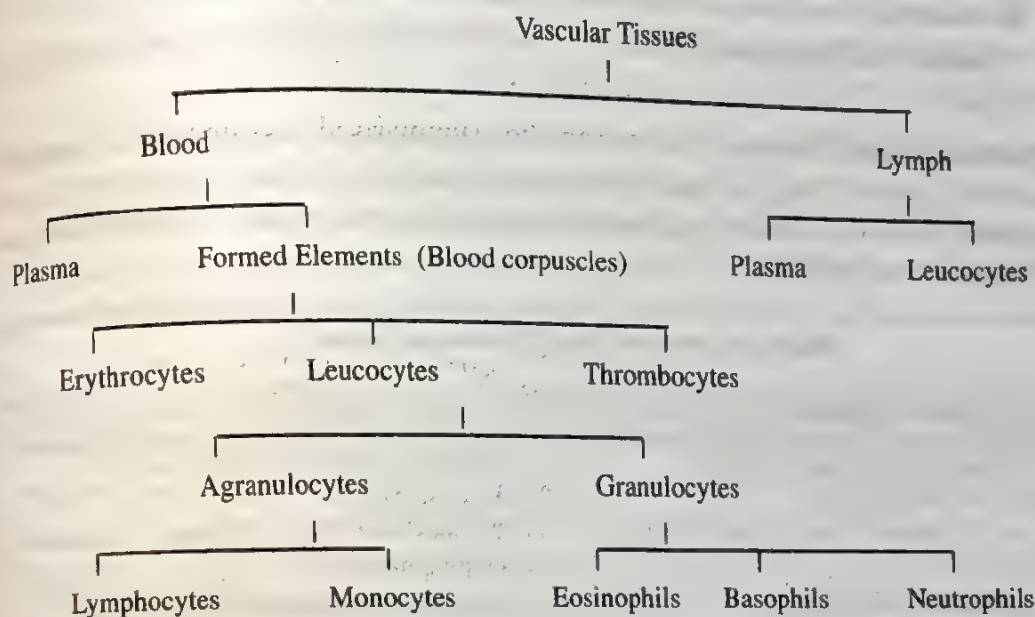 Vascular Tissues
Blood
Lymph
Plasma
Formed Elements (Blood corpuscles)
Plasma
Leucocytes
Erythrocytes
Leucocytes
Thrombocytes
Agranulocytes
Granulocytes
Lymphocytes
Monocytes
Eosinophils
Basophils
Neutrophils